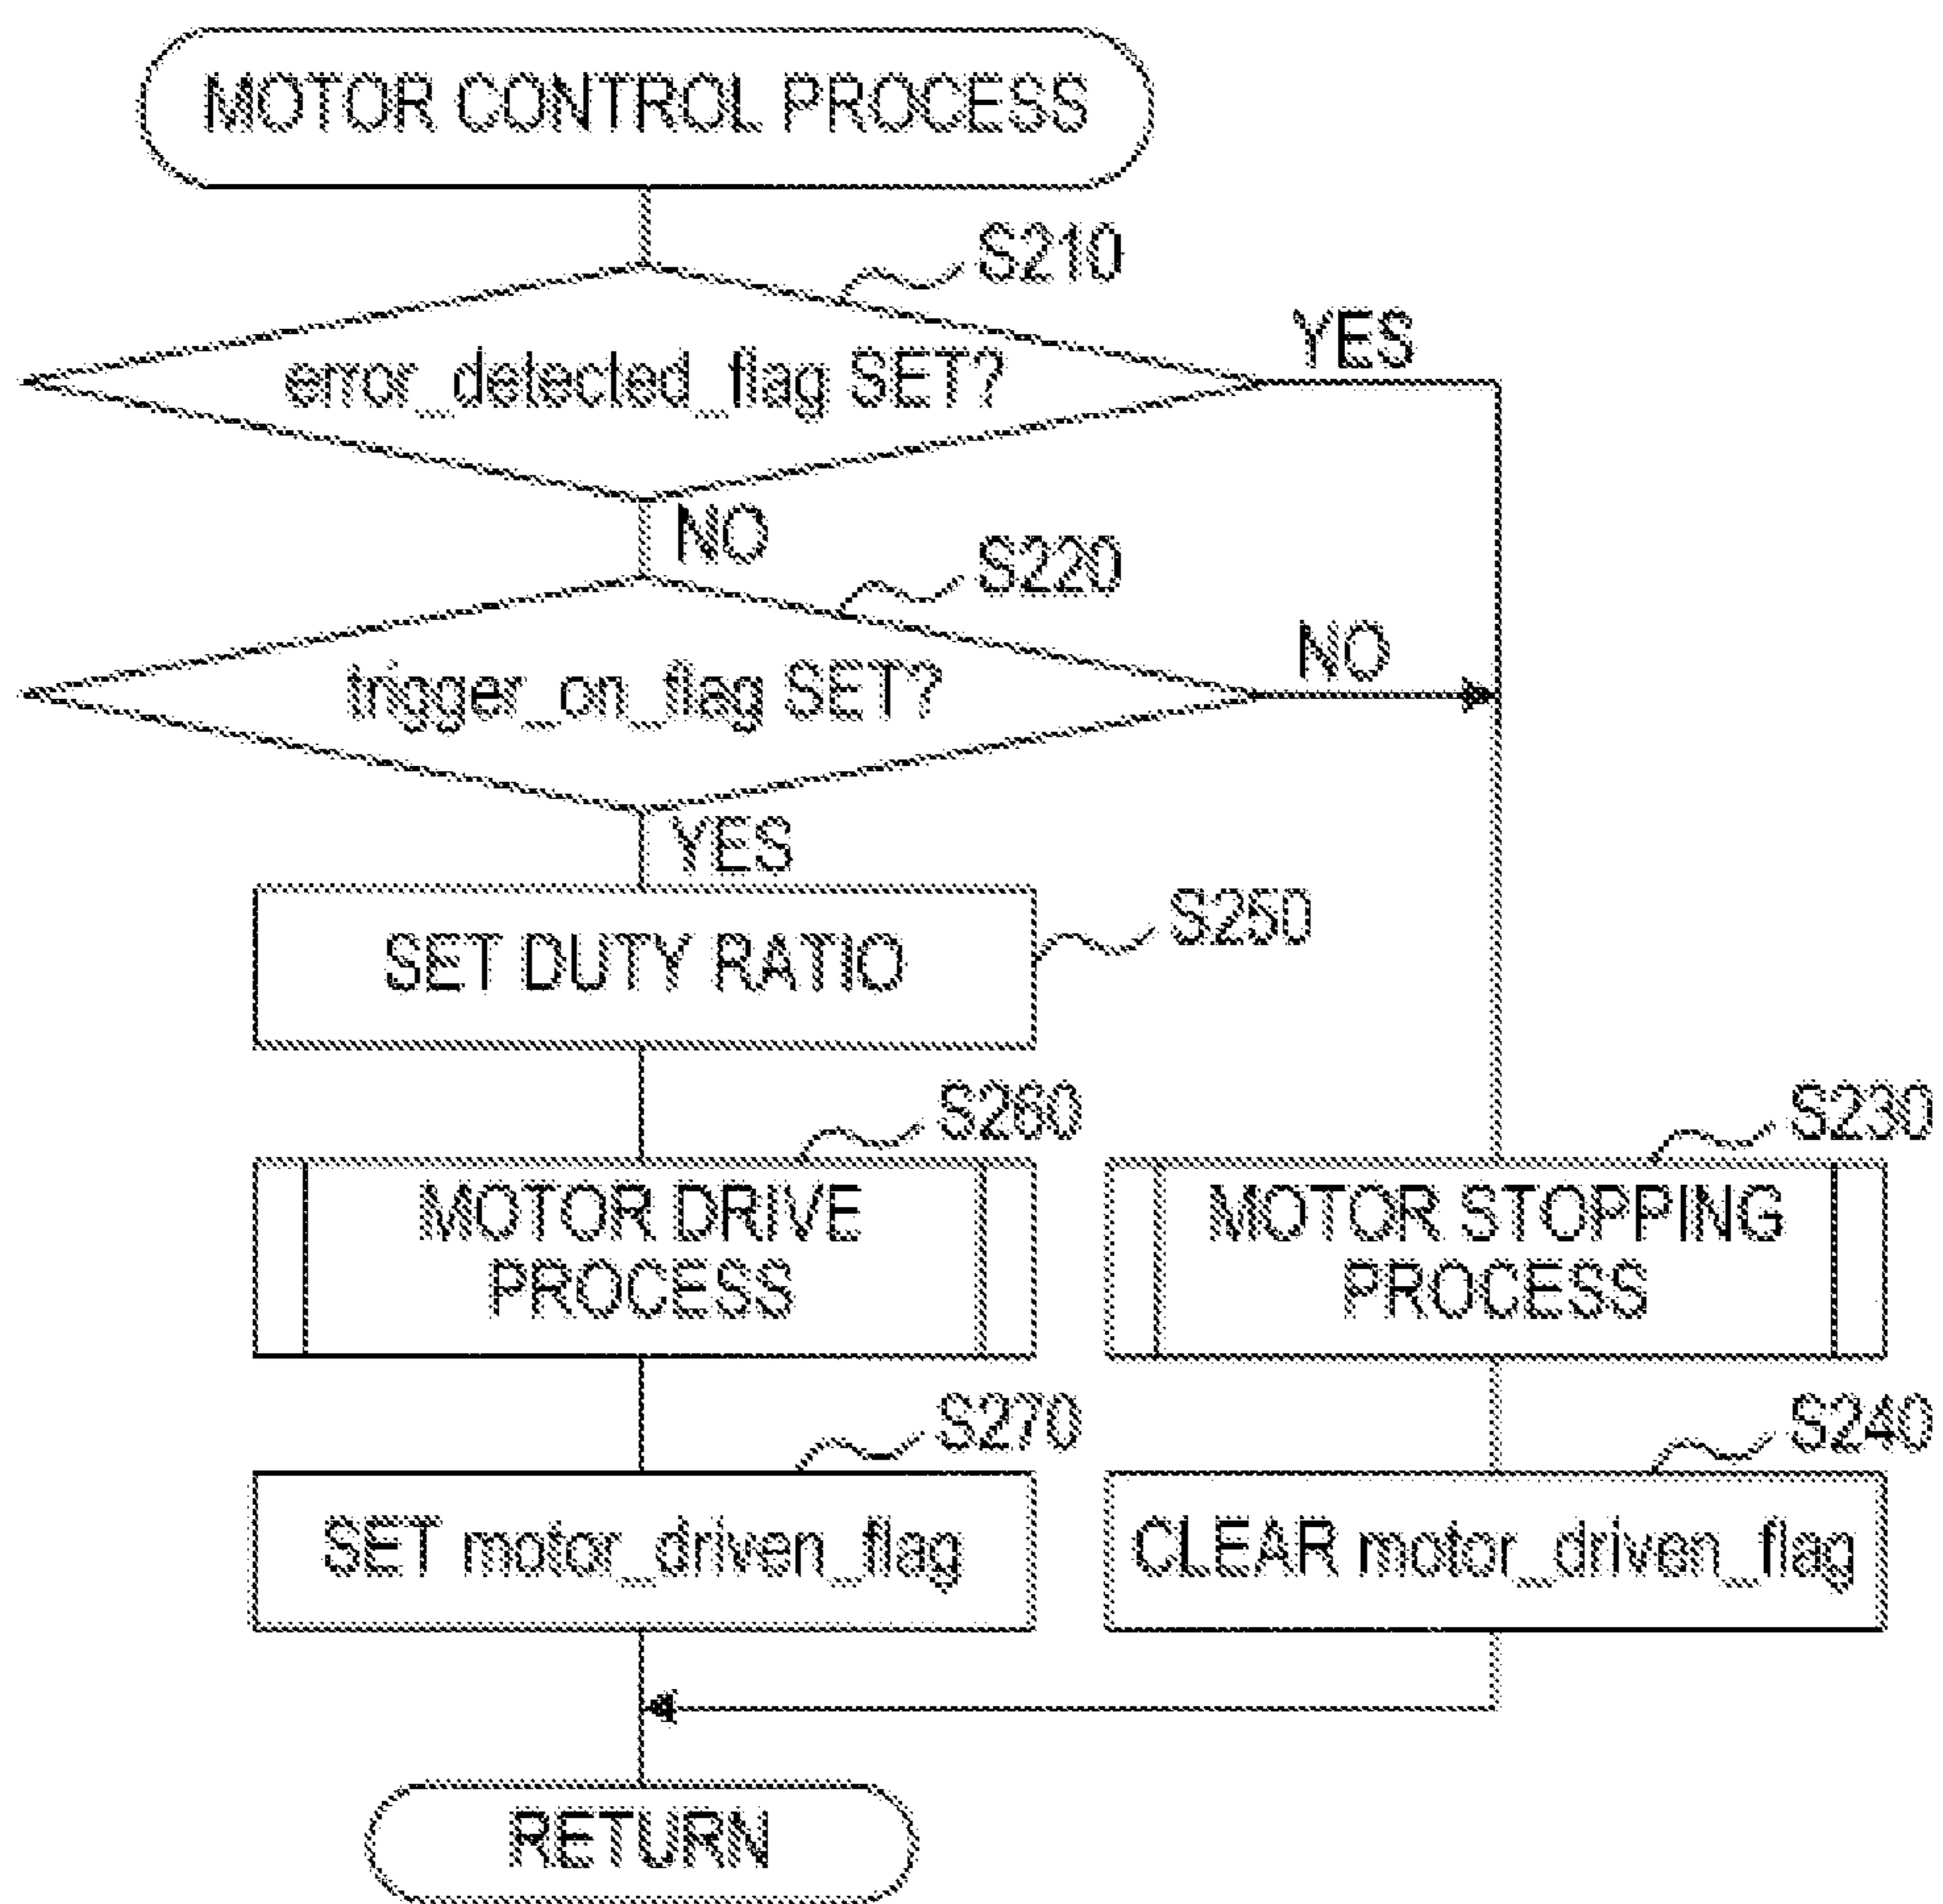 MOTOR CONTROL PROCESS
S210
error_detected_flag SET?
YES
NO
S220
trigger_on_flag SET?
NO
YES
SET DUTY RATIO
S250
S260
MOTOR DRIVE
PROCESS
S230
MOTOR STOPPING
PROCESS
S270
SET motor_driven_flag
S240
CLEAR motor_driven_flag
RETURN